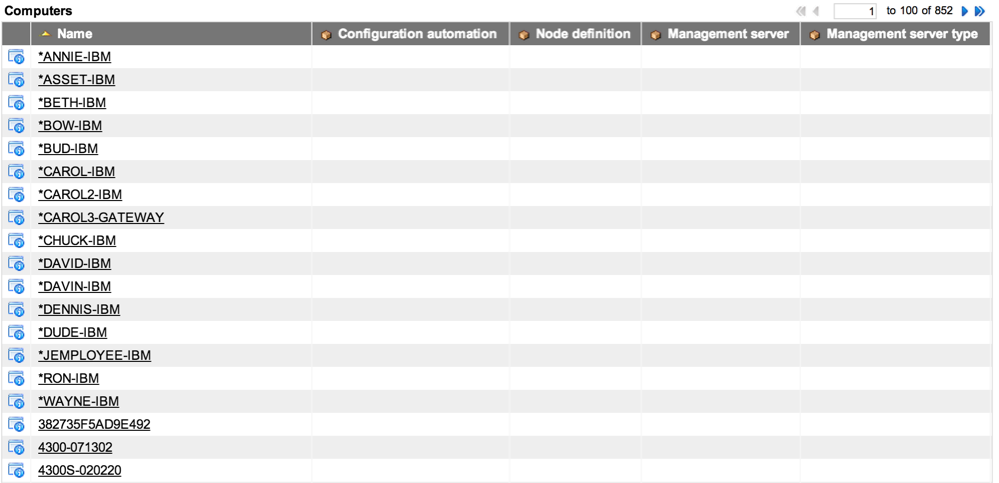 Computers 1 to 100 of 852
Name Configuration automation Node definition Management server Management server type
*ANNIE-IBM
*ASSET-IBM
*BETH-IBM
*BOW-IBM
*BUD-IBM
*CAROL-IBM
*CAROL2-IBM
*CAROL3-GATEWAY
*CHUCK-IBM
*DAVID-IBM
*DAVIN-IBM
*DENNIS-IBM
*DUDE-IBM
*JEMPLOYEE-IBM
*RON-IBM
*WAYNE-IBM
382735F5AD9E492
4300-071302
4300S-020220